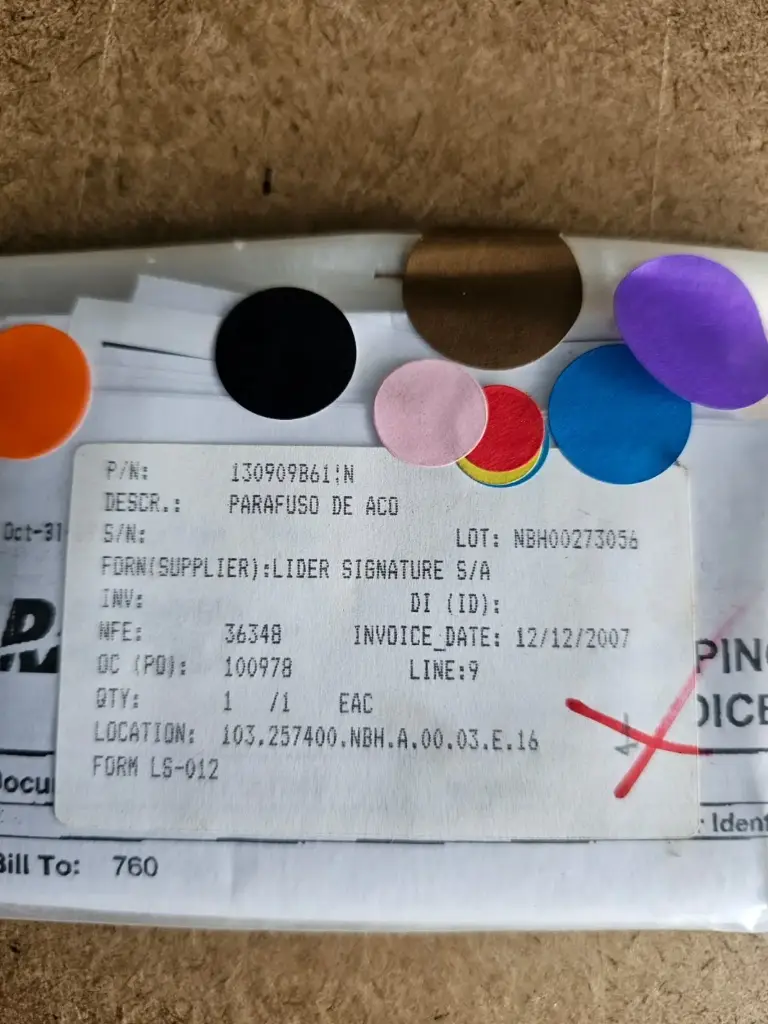 P/N: 130909B61¦N
DESCR.: PARAFUSO DE ACO
Oct-31
S/N: LOT: NBH00273056
FORN(SUPPLIER):LIDER SIGNATURE S/A
INV: DI (ID):
NFE: 36348 INVOICE_DATE: 12/12/2007
OC (PO): 100978 LINE:9
QTY: 1 /1 EAC
LOCATION: 103.257400.NBH.A.00.03.E.16
FORM LS-012
Bill To: 760